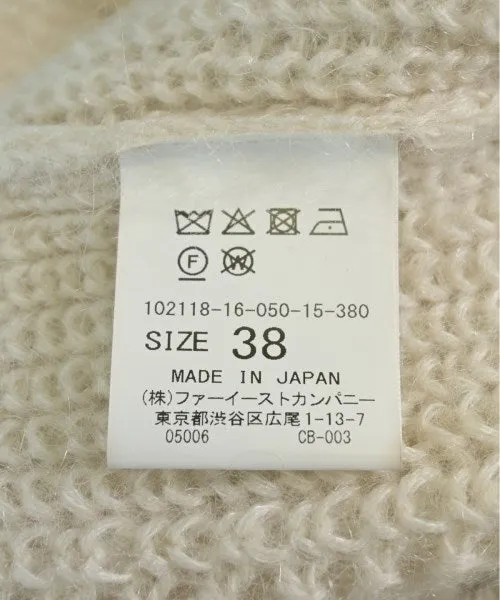 F W
102118-16-050-15-380
SIZE 38
MADE IN JAPAN
(株)ファーイーストカンパニー
東京都渋谷区広尾1-13-7
05006 CB-003